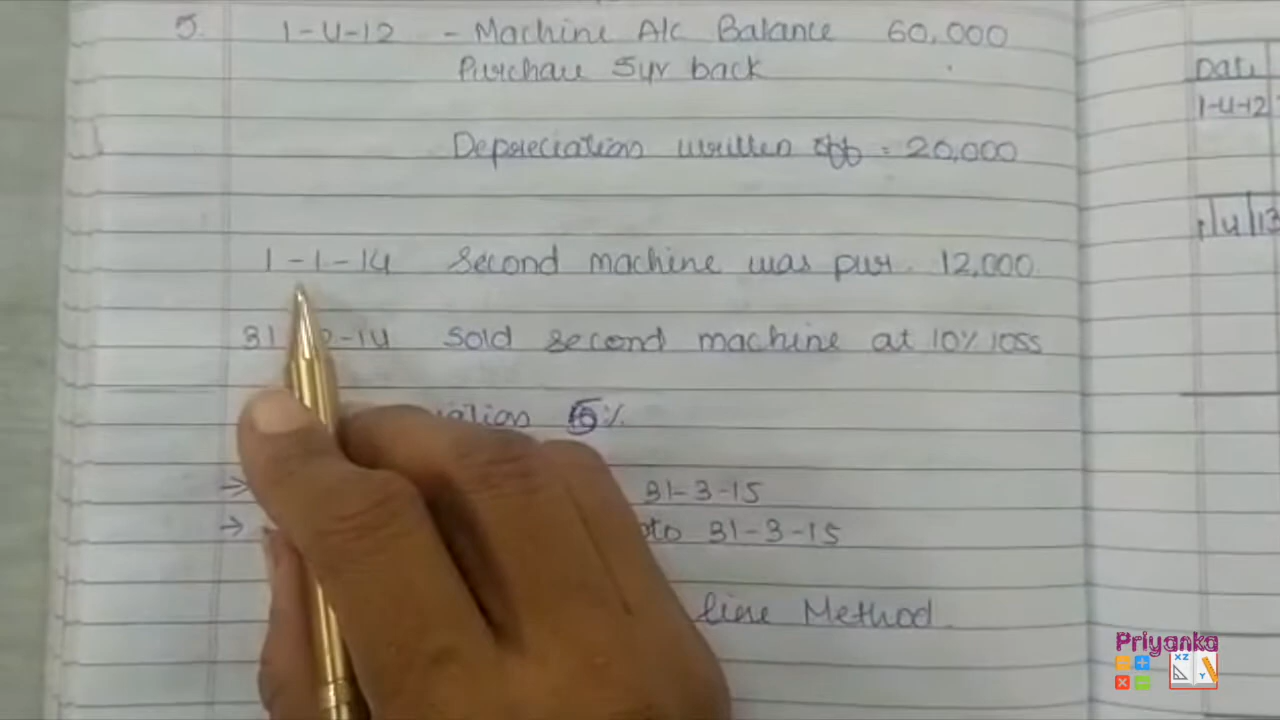 5. 1-4-12 - Machine A/c Balance 60,000
Purchase 5yr back
Depreciation written off = 20,000
1-1-14 Second machine was pur. 12,000
31 -14 Sold second machine at 10% loss
5%
→ 31-3-15
→ 31-3-15
line Method
Date
1-4-12
1/4/13
Priyanka
XZ
Y